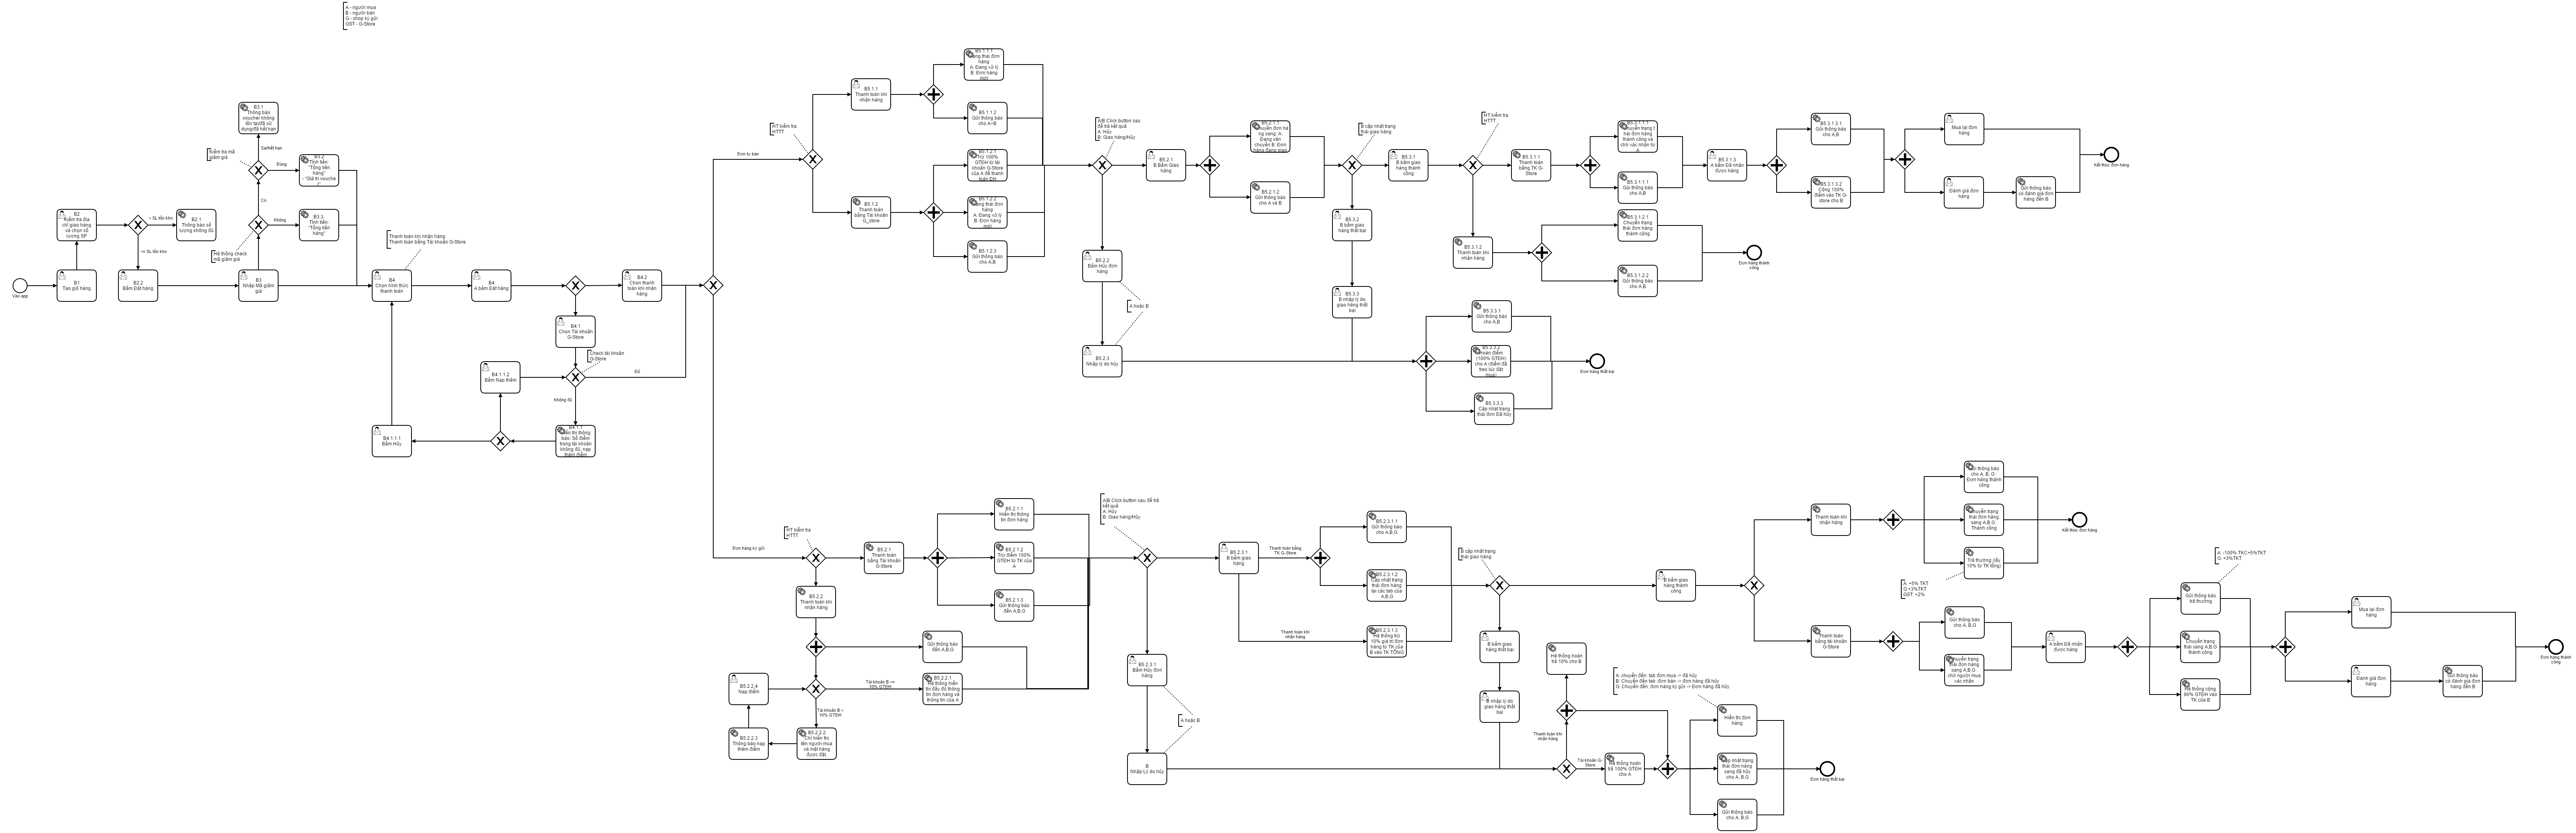 A - người mua
B - người bán
G - shop ký gửi
GST - G-Store
Vào app
B1
Tạo giỏ hàng
B2
Kiểm tra địa
chỉ giao hàng
và chọn số
lượng SP
> SL tồn kho
B2.1
Thông báo số
lượng không đủ
<= SL tồn kho
B2.2
Bấm Đặt hàng
B3
Nhập Mã giảm
giá
Hệ thống check
mã giảm giá
Có
Không
B3.3
Tính tiền:
"Tổng tiền
hàng"
Kiểm tra mã
giảm giá
Sai/hết hạn
B3.1
Thông báo
voucher không
tồn tại/đã sử
dụng/đã hết hạn
Đúng
B3.2
Tính tiền:
"Tổng tiền
hàng"
- "Giá trị vouche
r"
Thanh toán khi nhận hàng
Thanh toán bằng Tài khoản G-Store
B4
Chọn hình thức
thanh toán
B4
A bấm Đặt hàng
B4.2
Chọn thanh
toán khi nhận
hàng
B4.1
Chọn Tài khoản
G-Store
Check tài khoản
G-Store
Đủ
Không đủ
B4.1.1.2
Bấm Nạp thêm
B4.1.1.1
Bấm Hủy
B4.1.1
Hiển thị thông
báo: Số điểm
trong tài khoản
không đủ, nạp
thêm điểm
Đơn tự bán
HT kiểm tra
HTTT
B5.1.1
Thanh toán khi
nhận hàng
B5.1.1.1
Trạng thái đơn
hàng
A: Đang xử lý
B: Đơn hàng
mới
B5.1.1.2
Gửi thông báo
cho A+B
B5.1.2
Thanh toán
bằng Tài khoản
G_store
B5.1.2.1
Trừ 100%
GTĐH từ tài
khoản G-Store
của A để thanh
toán ĐH
B5.1.2.2
Trạng thái đơn
hàng
A: Đang xử lý
B: Đơn hàng
mới
B5.1.2.3
Gửi thông báo
cho A,B
A/B Click button sau
để trả kết quả
A: Hủy
B: Giao hàng/Hủy
B5.2.1
B Bấm Giao
hàng
B5.2.1.1
Chuyển đơn hà
ng sang: A:
Đang vận
chuyển B: Đơn
hàng đang giao
B5.2.1.2
Gửi thông báo
cho A và B
B5.2.2
Bấm Hủy đơn
hàng
A hoặc B
B5.2.3
Nhập lý do hủy
B cập nhật trạng
thái giao hàng
B5.3.1
B bấm giao
hàng thành
công
B5.3.2
B bấm giao
hàng thất bại
B5.3.3
B nhập lý do
giao hàng thất
bại
B5.3.3.1
Gửi thông báo
cho A,B
B5.3.3.2
Hoàn điểm
(100% GTĐH)
cho A (điểm đã
treo lúc đặt
mua)
B5.3.3.3
Cập nhật trạng
thái đơn Đã hủy
Đơn hàng thất bại
HT kiểm tra
HTTT
B5.3.1.1
Thanh toán
bằng TK G-
Store
B5.3.1.1.1
Chuyển trạng t
hái đơn hàng
thành công và
chờ xác nhận từ
A
B5.3.1.1.1
Gửi thông báo
cho A,B
B5.3.1.2
Thanh toán khi
nhận hàng
B5.3.1.2.1
Chuyển trạng
thái đơn hàng
thành công
B5.3.1.2.2
Gửi thông báo
cho A,B
Đơn hàng thành
công
B5.3.1.3
A bấm Đã nhận
được hàng
B5.3.1.3.1
Gửi thông báo
cho A,B
B5.3.1.3.2
Cộng 100%
điểm vào TK G-
store cho B
Mua lại đơn
hàng
Đánh giá đơn
hàng
Gửi thông báo
có đánh giá đơn
hàng đến B
Kết thúc đơn hàng
Đơn hàng ký gửi
HT kiểm tra
HTTT
B5.2.1
Thanh toán
bằng Tài khoản
G-Store
B5.2.1.1
Hiển thị thông
tin đơn hàng
B5.2.1.2
Trừ điểm 100%
GTĐH từ TK của
A
B5.2.1.3
Gửi thông báo
đến A,B,G
B5.2.2
Thanh toán khi
nhận hàng
Gửi thông báo
đến A,B,G
Tài khoản B >=
10% GTĐH
B5.2.2.1
Hệ thống hiển
thị đầy đủ thông
tin đơn hàng và
thông tin của A
Tài khoản B <
10% GTĐH
B5.2.2.2
Chỉ hiển thị
tên người mua
và mặt hàng
được đặt.
B5.2.2.3
Thông báo nạp
thêm điểm
B5.2.2.4
Nạp điểm
A/B Click button sau để trả
kết quả
A: Hủy
B: Giao hàng/Hủy
B5.2.3.1
B bấm giao
hàng
Thanh toán bằng
TK G-Store
Thanh toán khi
nhận hàng
B5.2.3.1.1
Gửi thông báo
cho A,B,G
B5.2.3.1.2
Cập nhật trạng
thái đơn hàng
tại các tab của
A,B,G
B5.2.3.1.3
Hệ thống trừ
10% giá trị đơn
hàng từ TK của
B vào TK TỔNG
B5.2.3.1
Bấm Hủy đơn
hàng
A hoặc B
B
Nhập Lý do hủy
B cập nhật trạng
thái giao hàng
B bấm giao
hàng thất bại
B nhập lý do
giao hàng thất
bại
Hệ thống hoàn
trả 10% cho B
Thanh toán khi
nhận hàng
Tài khoản G-
Store
Hệ thống hoàn
trả 100% GTĐH
cho A
A: chuyển đến: tab đơn mua -> đã hủy
B: Chuyển đến tab: đơn bán -> đơn hàng đã hủy
G: Chuyển đến: đơn hàng ký gửi -> Đơn hàng đã hủy
Hiển thị đơn
hàng
Cập nhật trạng
thái đơn hàng
sang đã hủy
cho A,B,G
Gửi thông báo
cho A, B,G
Đơn hàng thất bại
B bấm giao
hàng thành
công
Thanh toán khi
nhận hàng
Gửi thông báo
cho A, B, G:
Đơn hàng thành
công
Chuyển trạng
thái đơn hàng
sang A,B,G :
Thành công
Trả thưởng (lấy
10% từ TK tổng)
A: +5% TKT
G:+3%TKT
GST: +2%
Kết thúc đơn hàng
Thanh toán
bằng tài khoản
G-Store
Gửi thông báo
cho A, B,G
Chuyển trạng
thái đơn hàng
sang A,B,G:
chờ người mua
xác nhận
A bấm Đã nhận
được hàng
A: -100% TKC+5%TKT
G: +3%TKT
Gửi thông báo
trả thưởng
Chuyển trạng
thái sang A,B,G
thành công
Hệ thống cộng
90% GTĐH vào
TK của B
Mua lại đơn
hàng
Đánh giá đơn
hàng
Gửi thông báo
có đánh giá đơn
hàng đến B
Đơn hàng thành
công